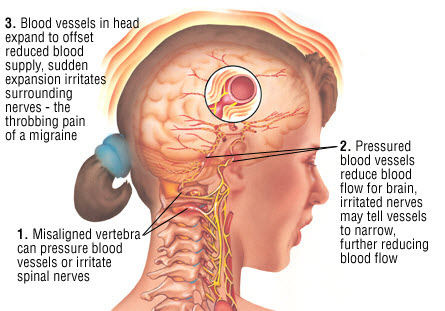 3. Blood vessels in head
expand to offset
reduced blood
supply, sudden
expansion irritates
surrounding
nerves - the
throbbing pain
of a migraine
2. Pressured
blood vessels
reduce blood
flow for brain,
irritated nerves
may tell vessels
to narrow,
further reducing
blood flow
1. Misaligned vertebra
can pressure blood
vessels or irritate
spinal nerves